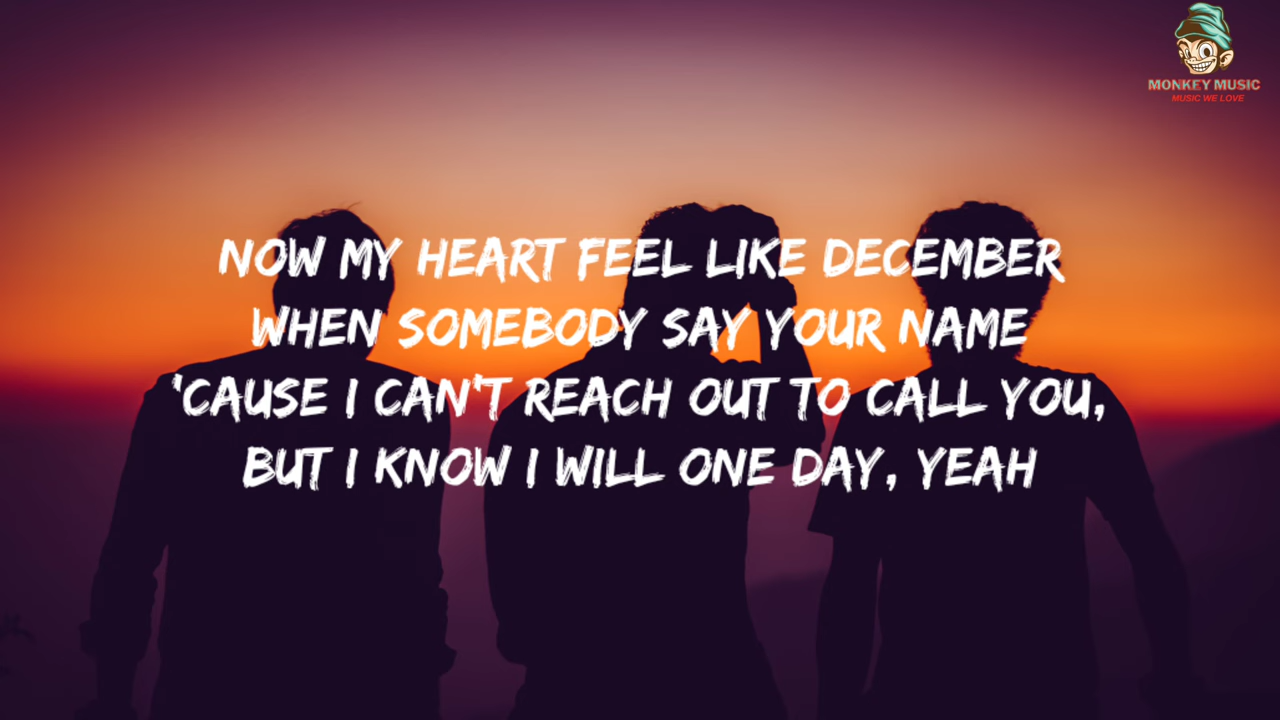 MONKEY MUSIC
MUSIC WE LOVE
NOW MY HEART FEEL LIKE DECEMBER
WHEN SOMEBODY SAY YOUR NAME
'CAUSE I CAN'T REACH OUT TO CALL YOU,
BUT I KNOW I WILL ONE DAY, YEAH